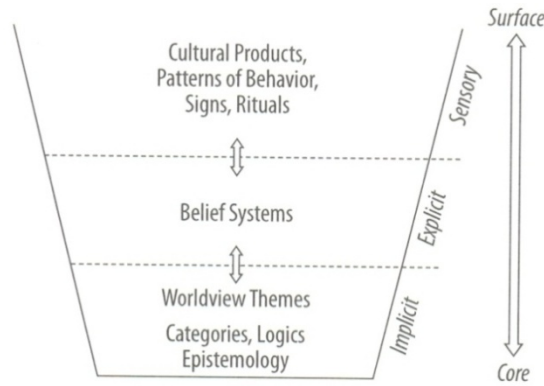 Surface
Cultural Products,
Patterns of Behavior,
Signs, Rituals
Sensory
Belief Systems
Explicit
Worldview Themes
Categories, Logics
Epistemology
Implicit
Core